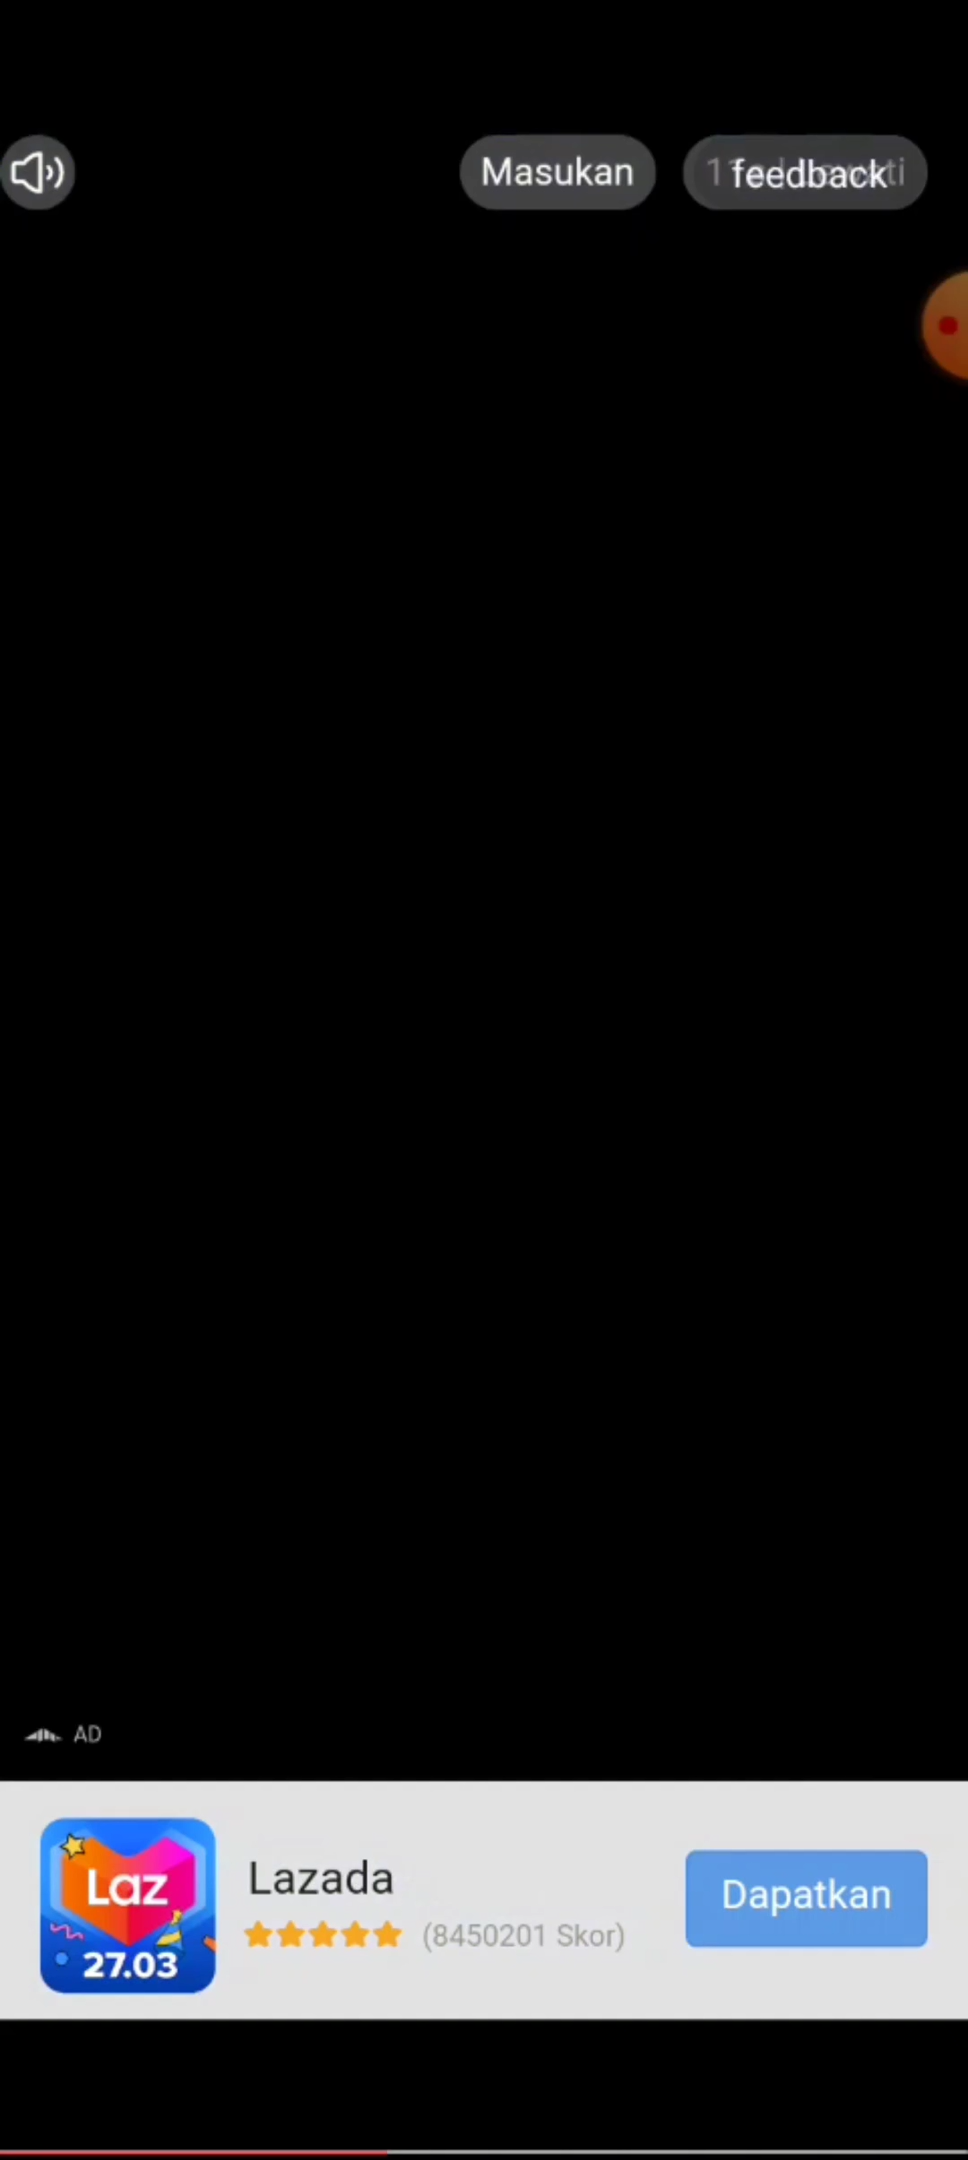 Masukan
feedback
AD
Laz
27.03
Lazada
(8450201 Skor)
Dapatkan